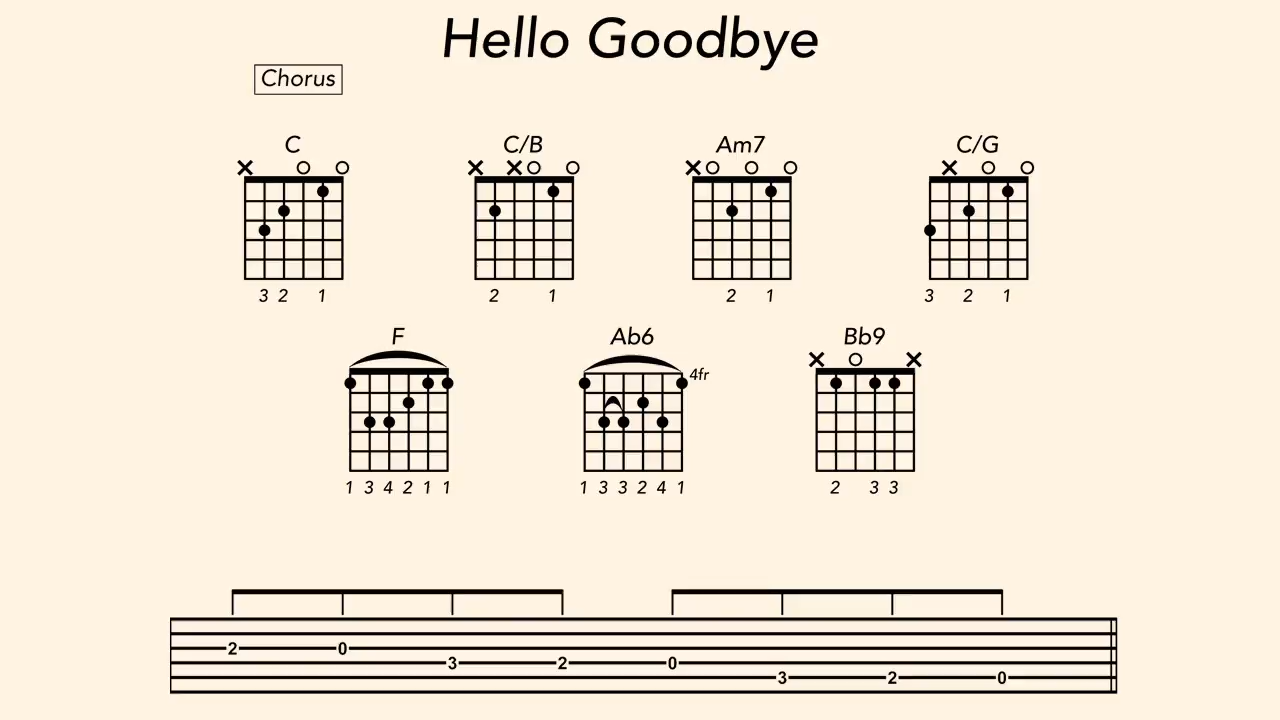 Hello Goodbye
Chorus
C C/B Am7 C/G
3 2 1 2 1 2 1 3 2 1
F Ab6 Bb9
4fr
1 3 4 2 1 1 1 3 3 2 4 1 2 3 3
2 0 3 2 0 3 2 0